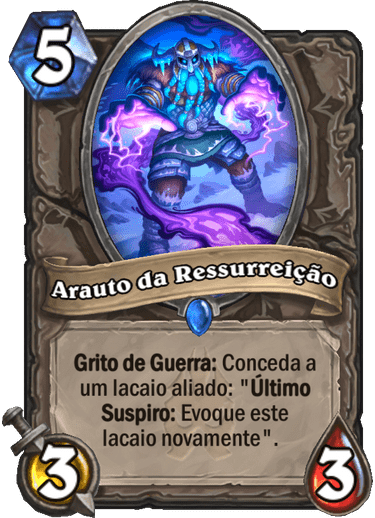 5
Arauto da Ressurreição
Grito de Guerra: Conceda a
um lacaio aliado: "Último
Suspiro: Evoque este
lacaio novamente".
3
3